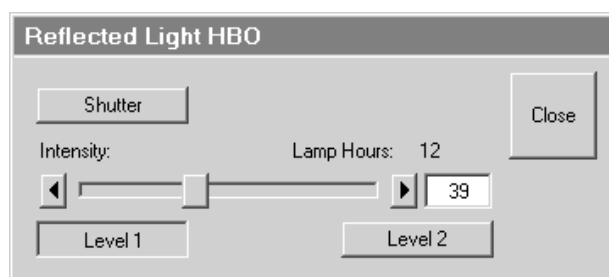 Reflected Light HBO
Shutter
Close
Intensity: Lamp Hours: 12
39
Level 1 Level 2